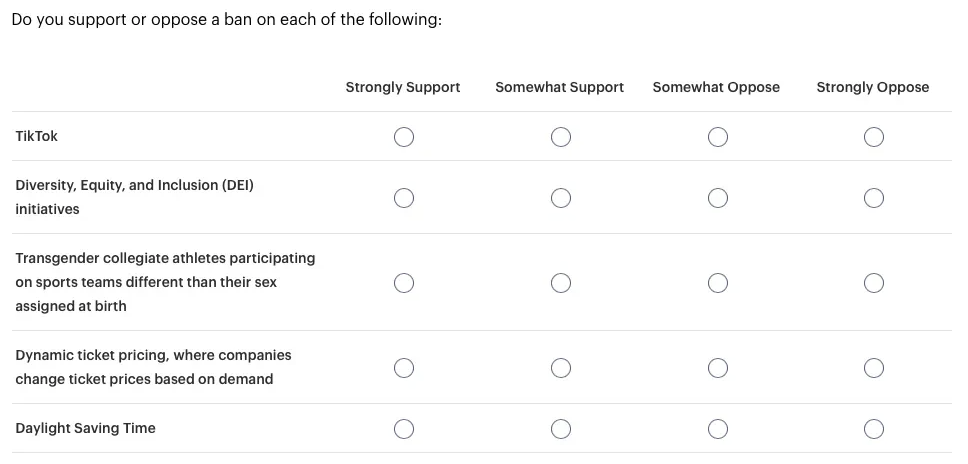 Do you support or oppose a ban on each of the following:
Strongly Support Somewhat Support Somewhat Oppose Strongly Oppose
TikTok
Diversity, Equity, and Inclusion (DEI)
initiatives
Transgender collegiate athletes participating
on sports teams different than their sex
assigned at birth
Dynamic ticket pricing, where companies
change ticket prices based on demand
Daylight Saving Time